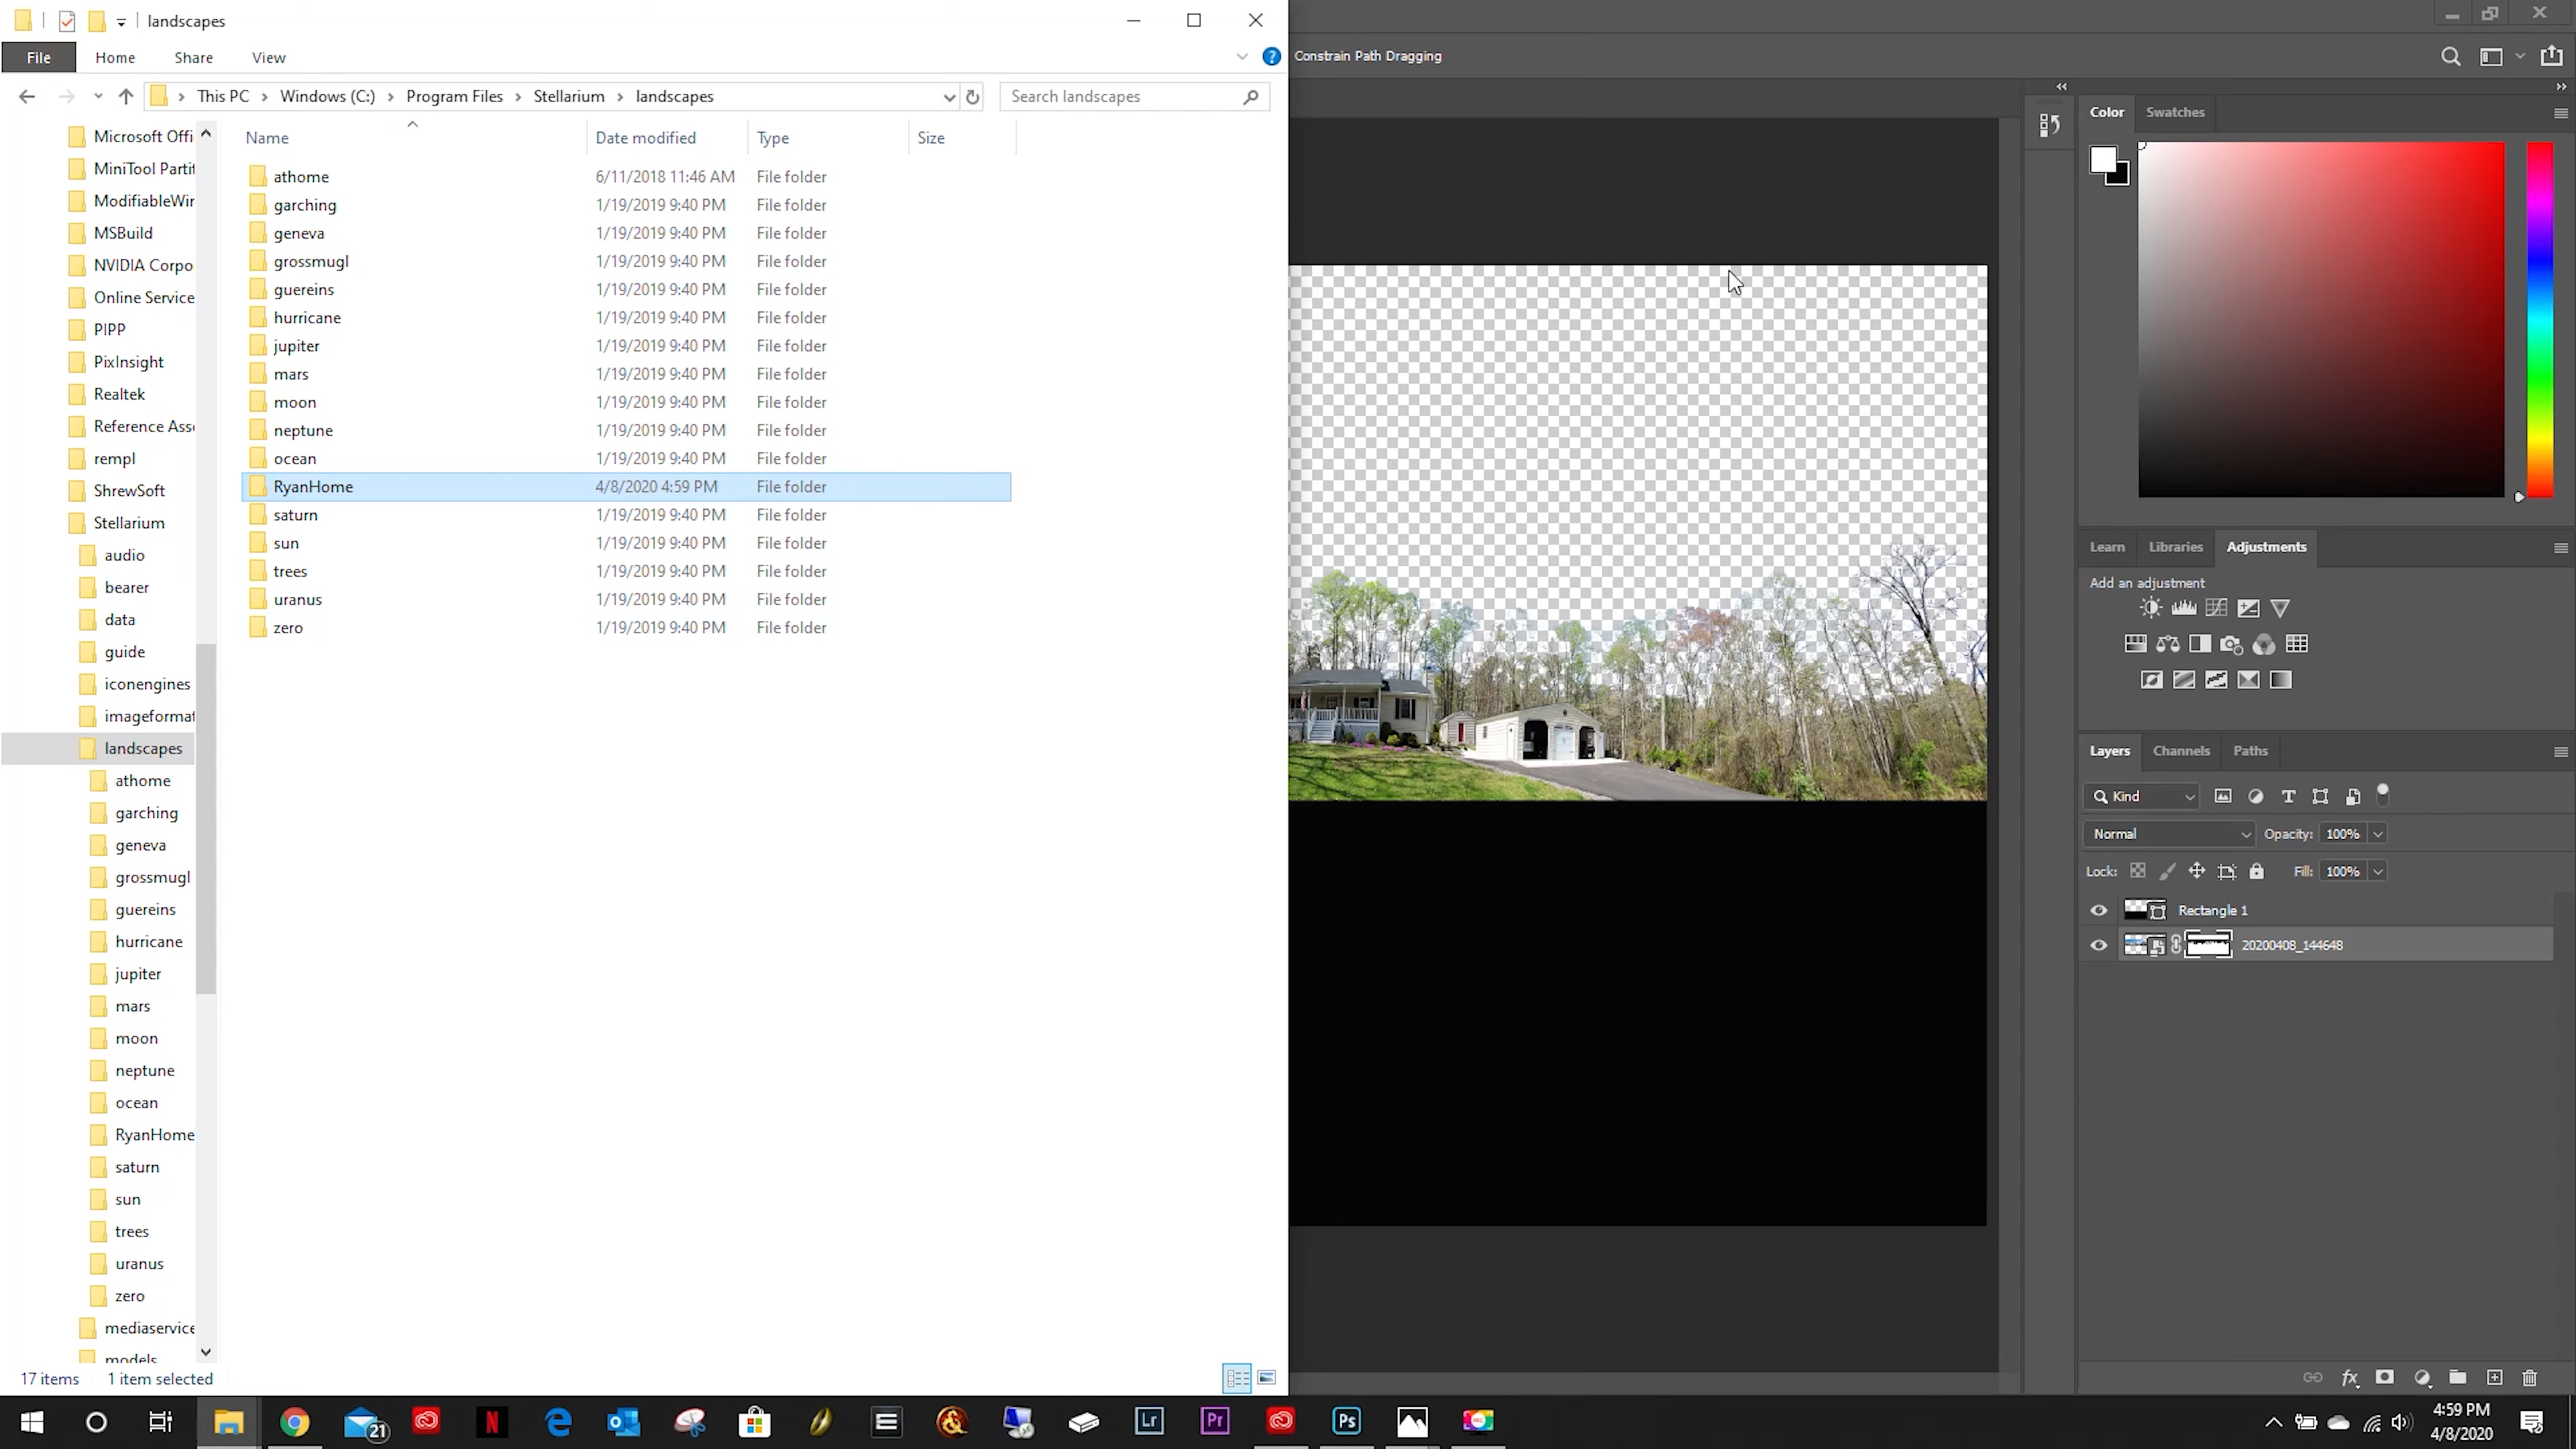 landscapes
File
Home
Share
View
?
Constrain Path Dragging
This PC
Windows (C:)
Program Files
Stellarium
landscapes
Search landscapes
Name
Date modified
Type
Size
Microsoft Offi
MiniTool Partit
ModifiableWin
MSBuild
NVIDIA Corpo
Online Service
PIPP
PixInsight
Realtek
Reference Asse
rempl
ShrewSoft
Stellarium
audio
bearer
data
guide
iconengines
imageformat
landscapes
athome
garching
geneva
grossmugl
guereins
hurricane
jupiter
mars
moon
neptune
ocean
RyanHome
saturn
sun
trees
uranus
zero
mediaservice
models
athome 6/11/2018 11:46 AM File folder
garching 1/19/2019 9:40 PM File folder
geneva 1/19/2019 9:40 PM File folder
grossmugl 1/19/2019 9:40 PM File folder
guereins 1/19/2019 9:40 PM File folder
hurricane 1/19/2019 9:40 PM File folder
jupiter 1/19/2019 9:40 PM File folder
mars 1/19/2019 9:40 PM File folder
moon 1/19/2019 9:40 PM File folder
neptune 1/19/2019 9:40 PM File folder
ocean 1/19/2019 9:40 PM File folder
RyanHome 4/8/2020 4:59 PM File folder
saturn 1/19/2019 9:40 PM File folder
sun 1/19/2019 9:40 PM File folder
trees 1/19/2019 9:40 PM File folder
uranus 1/19/2019 9:40 PM File folder
zero 1/19/2019 9:40 PM File folder
17 items 1 item selected
Color Swatches
Learn Libraries Adjustments
Add an adjustment
Layers Channels Paths
Kind
T
Normal Opacity: 100%
Lock: Fill: 100%
Rectangle 1
20200408_144648
fx
21
N
Lr
Pr
Ps
REC
4:59 PM
4/8/2020